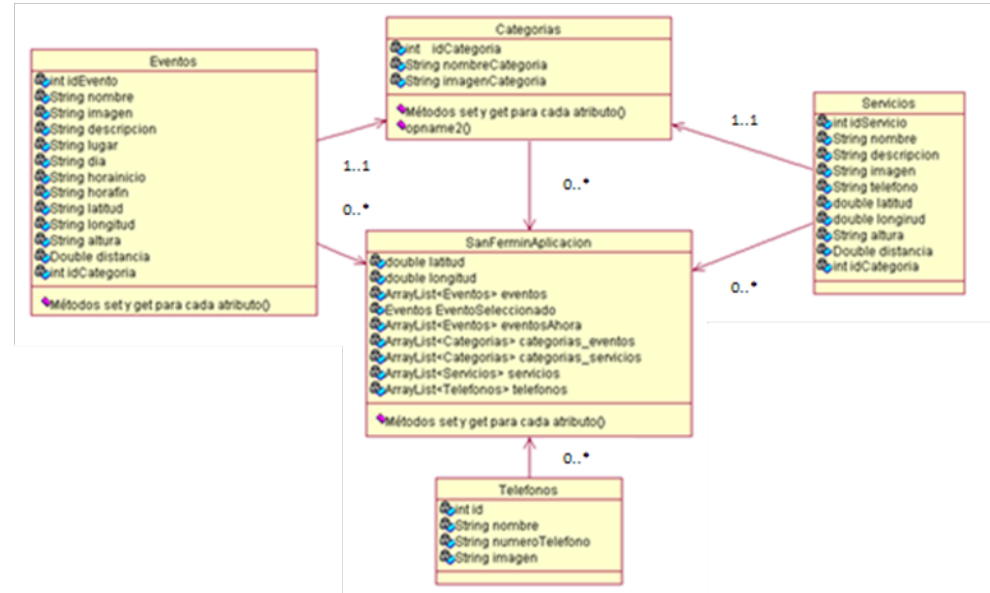 Categorias
int idCategoria
String nombreCategoria
String imagenCategoria
Métodos set y get para cada atributo()
opname2()
Eventos
int idEvento
String nombre
String imagen
String descripcion
String lugar
String dia
String horainicio
String horafin
String latitud
String longitud
String altura
Double distancia
int idCategoria
Métodos set y get para cada atributo()
Servicios
int idServicio
String nombre
String descripcion
String imagen
String telefono
double latitud
double longirud
String altura
Double distancia
int idCategoria
1..1
1..1
0..*
0..*
0..*
SanFerminAplicacion
double latitud
double longitud
ArrayList<Eventos> eventos
Eventos EventoSeleccionado
ArrayList<Eventos> eventosAhora
ArrayList<Categorias> categorias_eventos
ArrayList<Categorias> categorias_servicios
ArrayList<Servicios> servicios
ArrayList<Telefonos> telefonos
Métodos set y get para cada atributo()
0..*
Telefonos
int id
String nombre
String numeroTelefono
String imagen